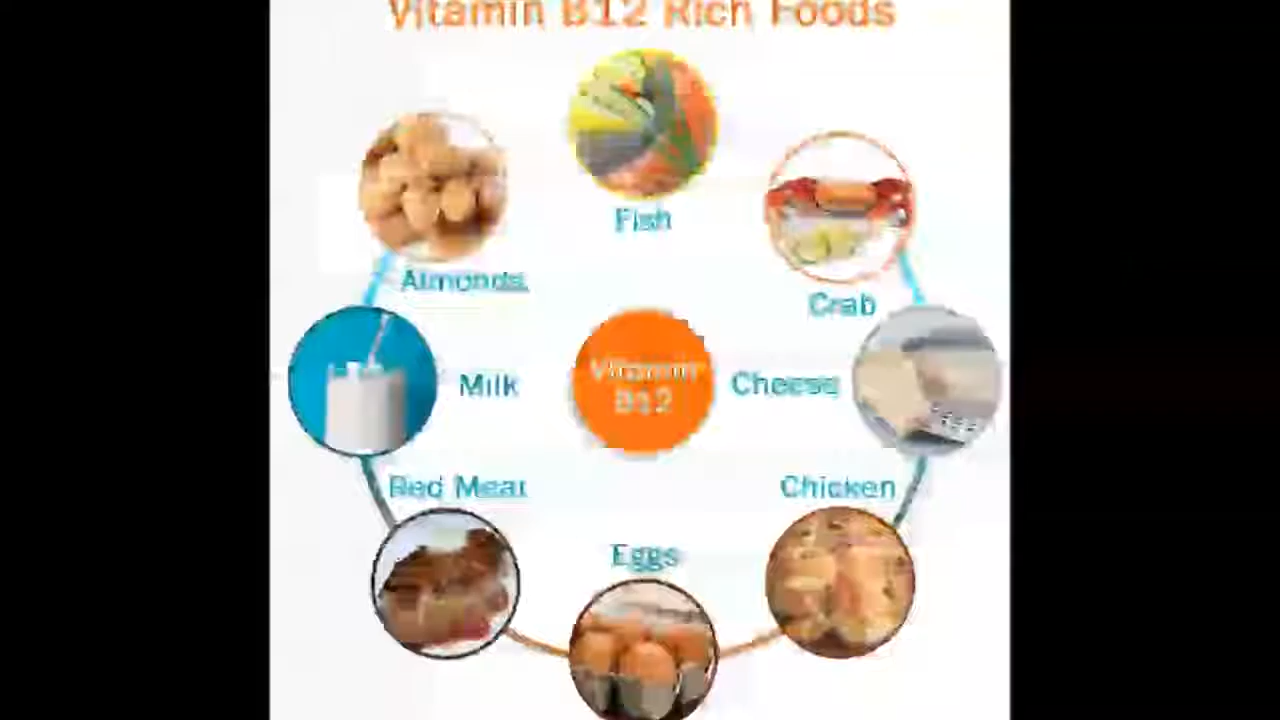 Vitamin B12 Rich Foods
Fish
Almonds
Crab
Milk
Vitamin
B12
Cheese
Red Meat
Chicken
Eggs